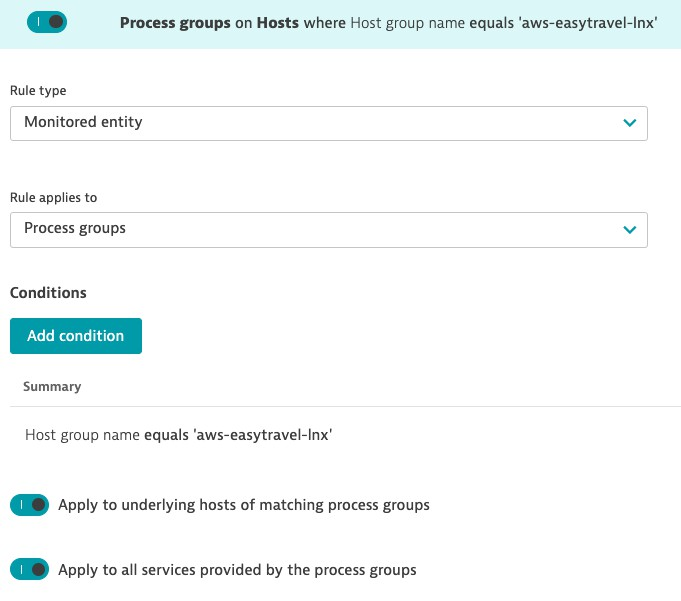 Process groups on Hosts where Host group name equals 'aws-easytravel-lnx'
Rule type
Monitored entity
Rule applies to
Process groups
Conditions
Add condition
Summary
Host group name equals 'aws-easytravel-lnx'
Apply to underlying hosts of matching process groups
Apply to all services provided by the process groups